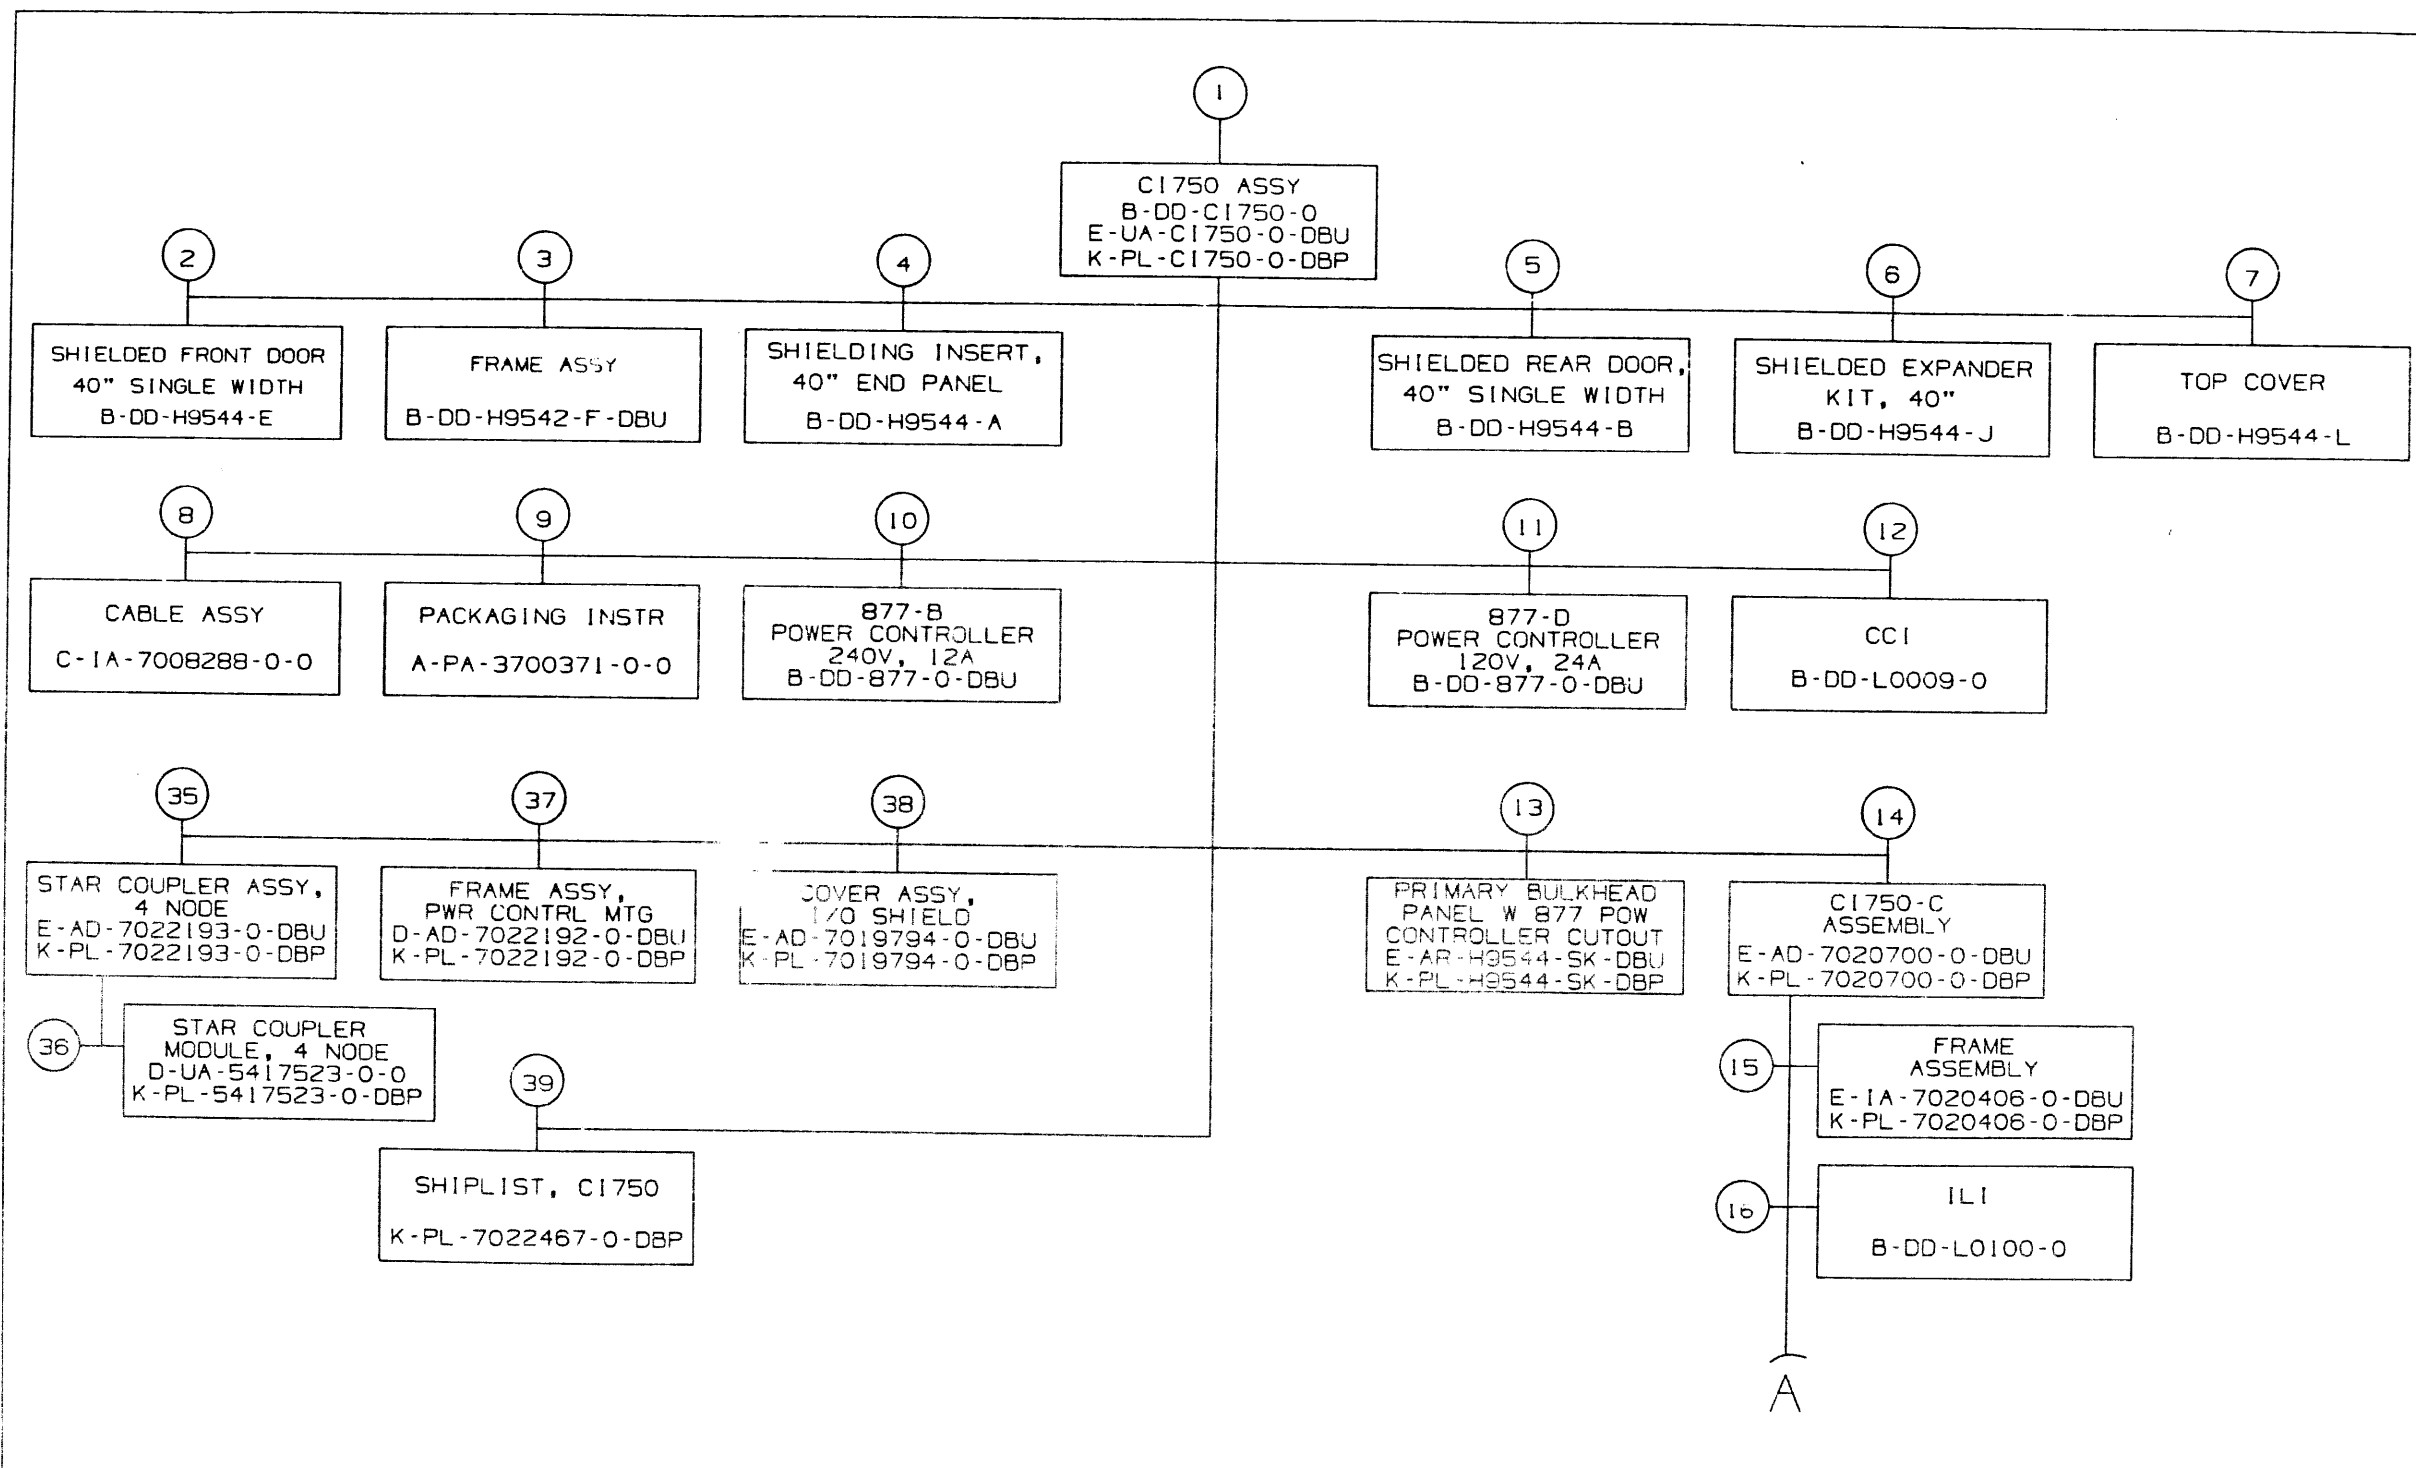 1
CI750 ASSY
B-DD-CI750-0
E-UA-CI750-0-DBU
K-PL-CI750-0-DBP
2
SHIELDED FRONT DOOR
40" SINGLE WIDTH
B-DD-H9544-E
3
FRAME ASSY
B-DD-H9542-F-DBU
4
SHIELDING INSERT,
40" END PANEL
B-DD-H9544-A
5
SHIELDED REAR DOOR,
40" SINGLE WIDTH
B-DD-H9544-B
6
SHIELDED EXPANDER
KIT, 40"
B-DD-H9544-J
7
TOP COVER
B-DD-H9544-L
8
CABLE ASSY
C-IA-7008288-0-0
9
PACKAGING INSTR
A-PA-3700371-0-0
10
877-B
POWER CONTROLLER
240V, 12A
B-DD-877-0-DBU
11
877-D
POWER CONTROLLER
120V, 24A
B-DD-877-0-DBU
12
CCI
B-DD-L0009-0
35
STAR COUPLER ASSY,
4 NODE
E-AD-7022193-0-DBU
K-PL-7022193-0-DBP
36
STAR COUPLER
MODULE, 4 NODE
D-UA-5417523-0-0
K-PL-5417523-0-DBP
37
FRAME ASSY,
PWR CONTRL MTG
D-AD-7022192-0-DBU
K-PL-7022192-0-DBP
38
COVER ASSY,
I/O SHIELD
E-AD-7019794-0-DBU
K-PL-7019794-0-DBP
39
SHIPLIST, CI750
K-PL-7022467-0-DBP
13
PRIMARY BULKHEAD
PANEL W 877 POW
CONTROLLER CUTOUT
E-AR-H9544-SK-DBU
K-PL-H9544-SK-DBP
14
CI750-C
ASSEMBLY
E-AD-7020700-0-DBU
K-PL-7020700-0-DBP
15
FRAME
ASSEMBLY
E-IA-7020406-0-DBU
K-PL-7020406-0-DBP
16
ILI
B-DD-L0100-0
A